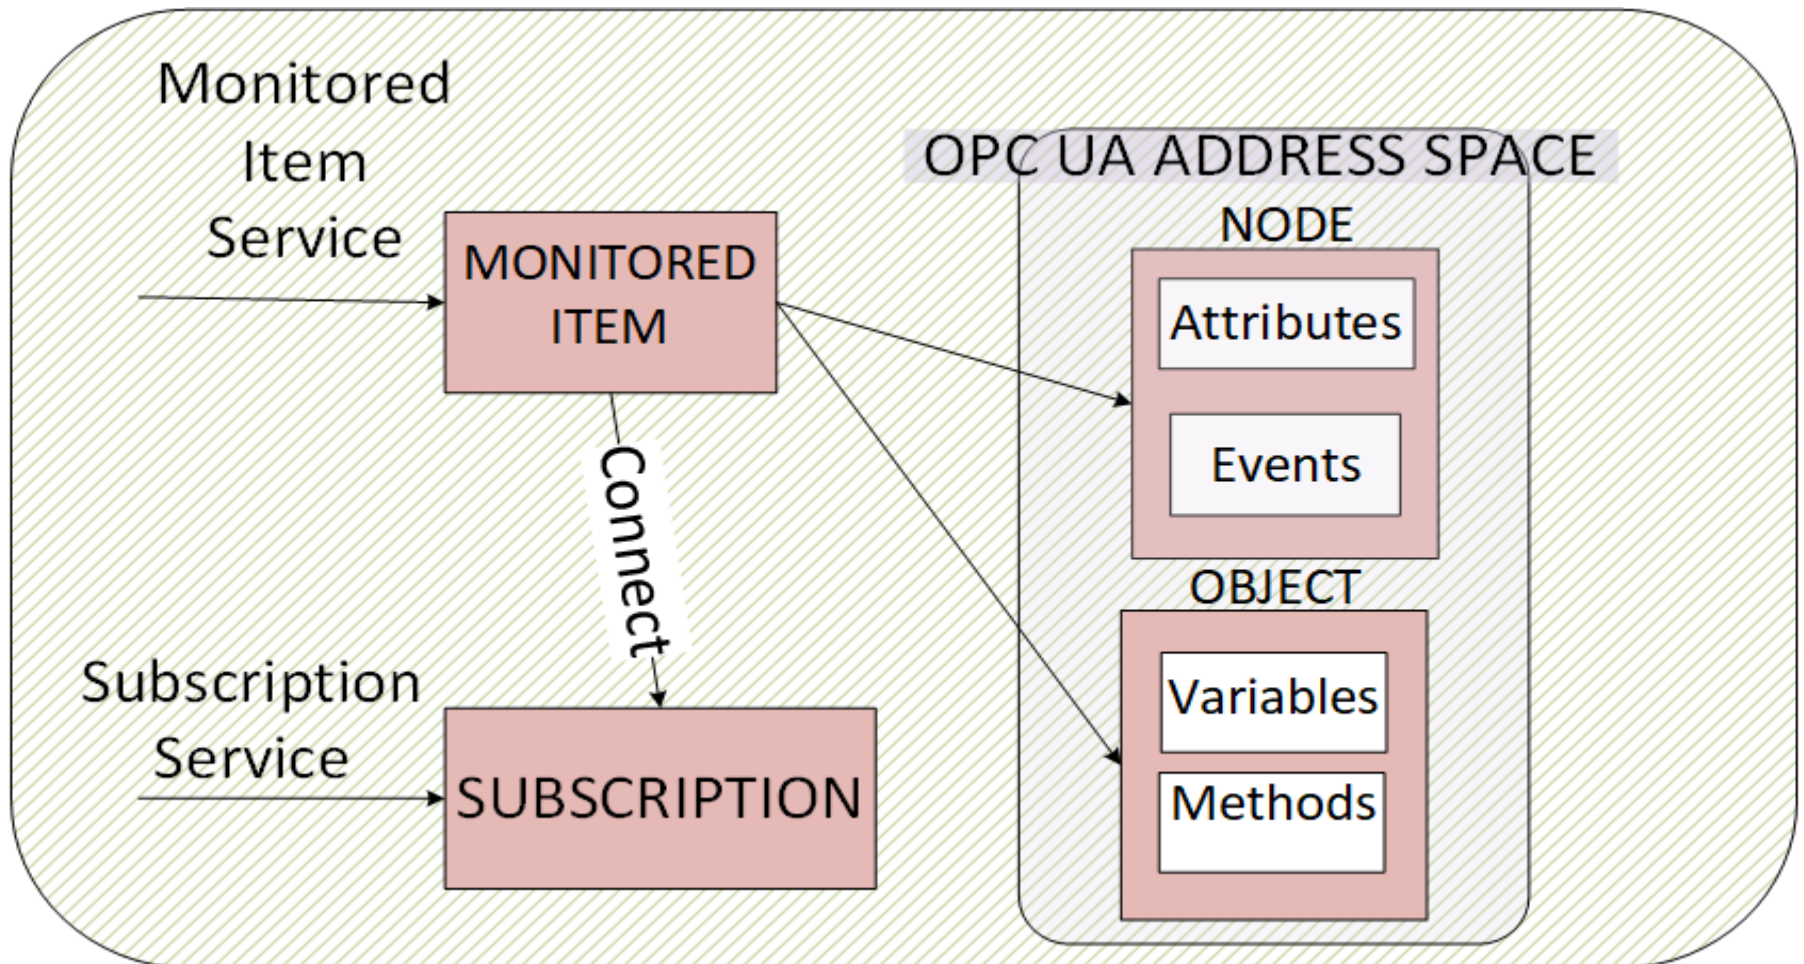 Monitored
Item
Service
MONITORED
ITEM
Connect
Subscription
Service
SUBSCRIPTION
OPC UA ADDRESS SPACE
NODE
Attributes
Events
OBJECT
Variables
Methods